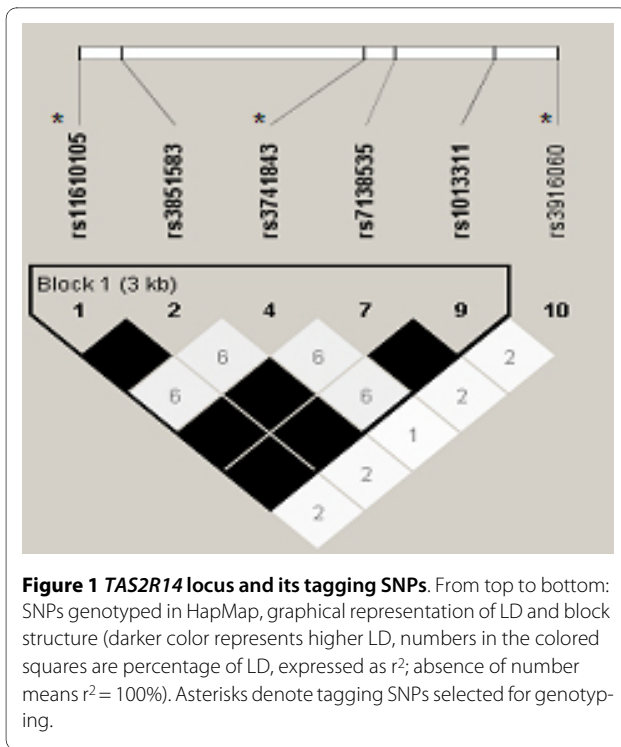 * * *
rs11610105 rs3851583 rs3741843 rs7138535 rs1013311 rs3916060
Block 1 (3 kb)
1 2 4 7 9 10
6 6 2
6 6 2
1
2
2
Figure 1 TAS2R14 locus and its tagging SNPs. From top to bottom:
SNPs genotyped in HapMap, graphical representation of LD and block
structure (darker color represents higher LD, numbers in the colored
squares are percentage of LD, expressed as r²; absence of number
means r² = 100%). Asterisks denote tagging SNPs selected for genotyp-
ing.